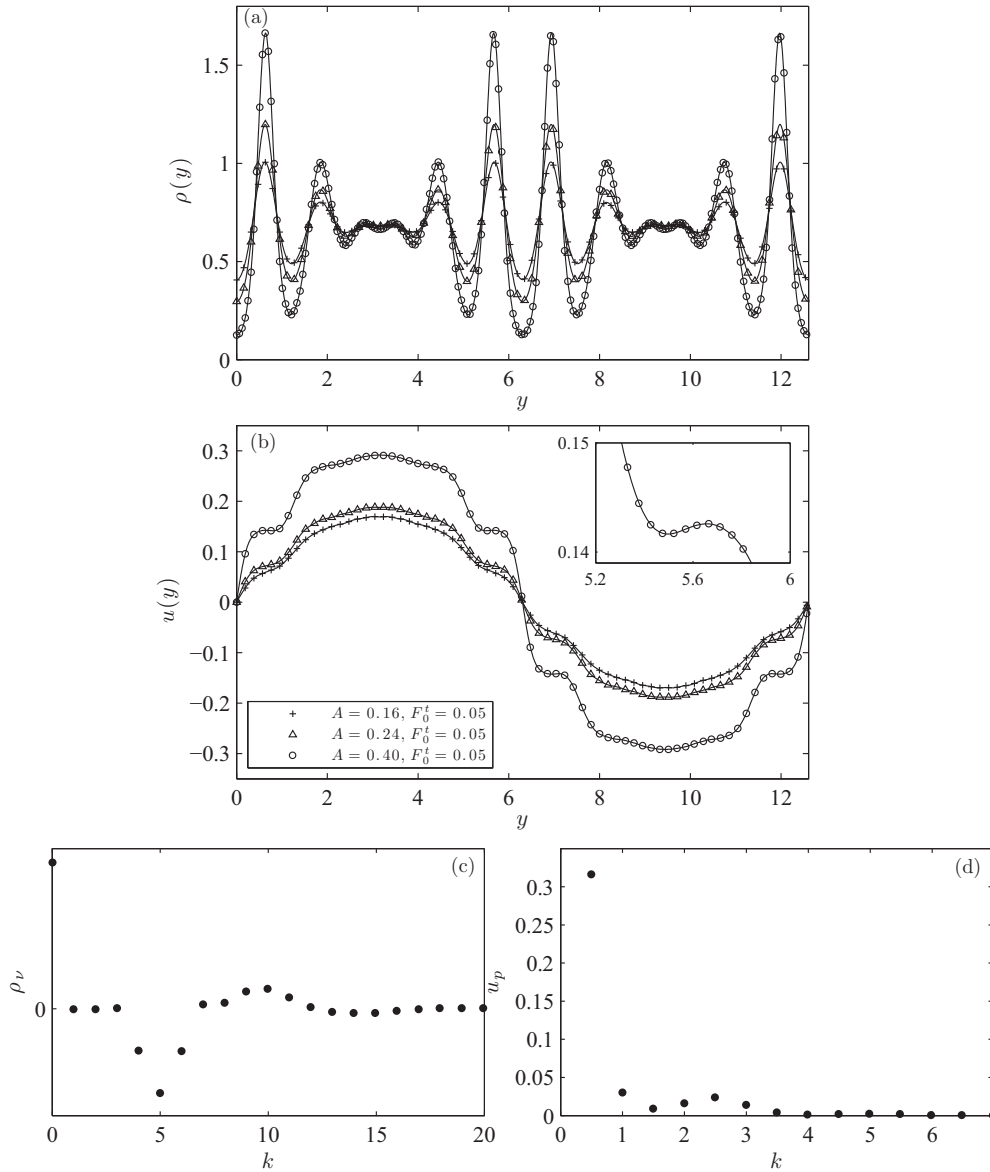 (a)
1.5
1
0.5
0
ρ(y)
0 2 4 6 8 10 12
y
(b)
0.3
0.2
0.1
0
−0.1
−0.2
−0.3
u(y)
0.15
0.14
5.2 5.6 6
A = 0.16, F_0^t = 0.05
A = 0.24, F_0^t = 0.05
A = 0.40, F_0^t = 0.05
0 2 4 6 8 10 12
y
(c)
ρ_ν
0
0 5 10 15 20
k
(d)
0.3
0.25
0.2
0.15
0.1
0.05
0
u_p
0 1 2 3 4 5 6
k